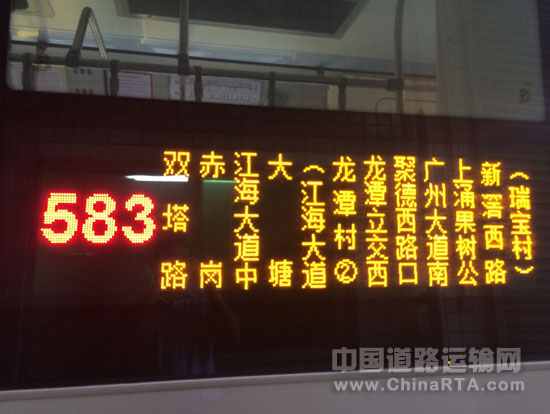 583
双塔路
赤岗
江海大道中
大塘
（江海大道
龙潭村②
龙潭立交西
聚德西路口
广州大道南
上涌果树公
新滘西路
（瑞宝村）
中国道路运输网
www.ChinaRTA.com